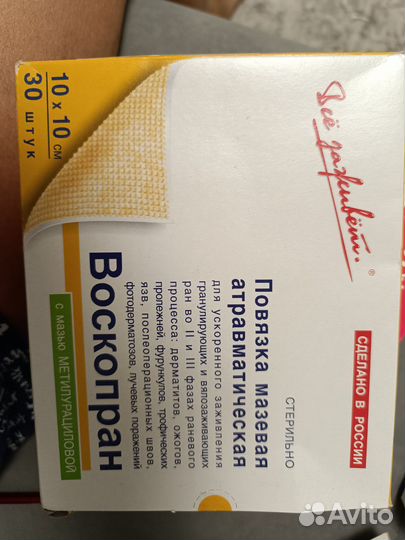 10 х 10 см
30 штук
Всё заживёт.®
СДЕЛАНО В РОССИИ
СТЕРИЛЬНО
Повязка мазевая
атравматическая
для ускоренного заживления
гранулирующих и вялозаживающих
ран во II и III фазах раневого
процесса: дерматитов, ожогов,
пролежней, фурункулов, трофических
язв, послеоперационных швов,
фотодерматозов, лучевых поражений
Воскопран
с мазью МЕТИЛУРАЦИЛОВОЙ
Avito